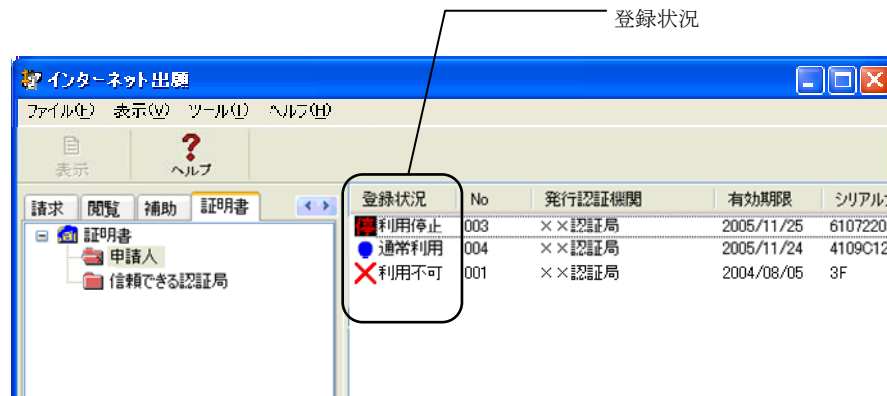 登録状況
インターネット出願
ファイル(F) 表示(V) ツール(T) ヘルプ(H)
表示 ヘルプ
請求 閲覧 補助 証明書
証明書
申請人
信頼できる認証局
登録状況 No 発行認証機関 有効期限 シリアル
停 利用停止 003 ××認証局 2005/11/25 6107220
通常利用 004 ××認証局 2005/11/24 4109C12
利用不可 001 ××認証局 2004/08/05 3F